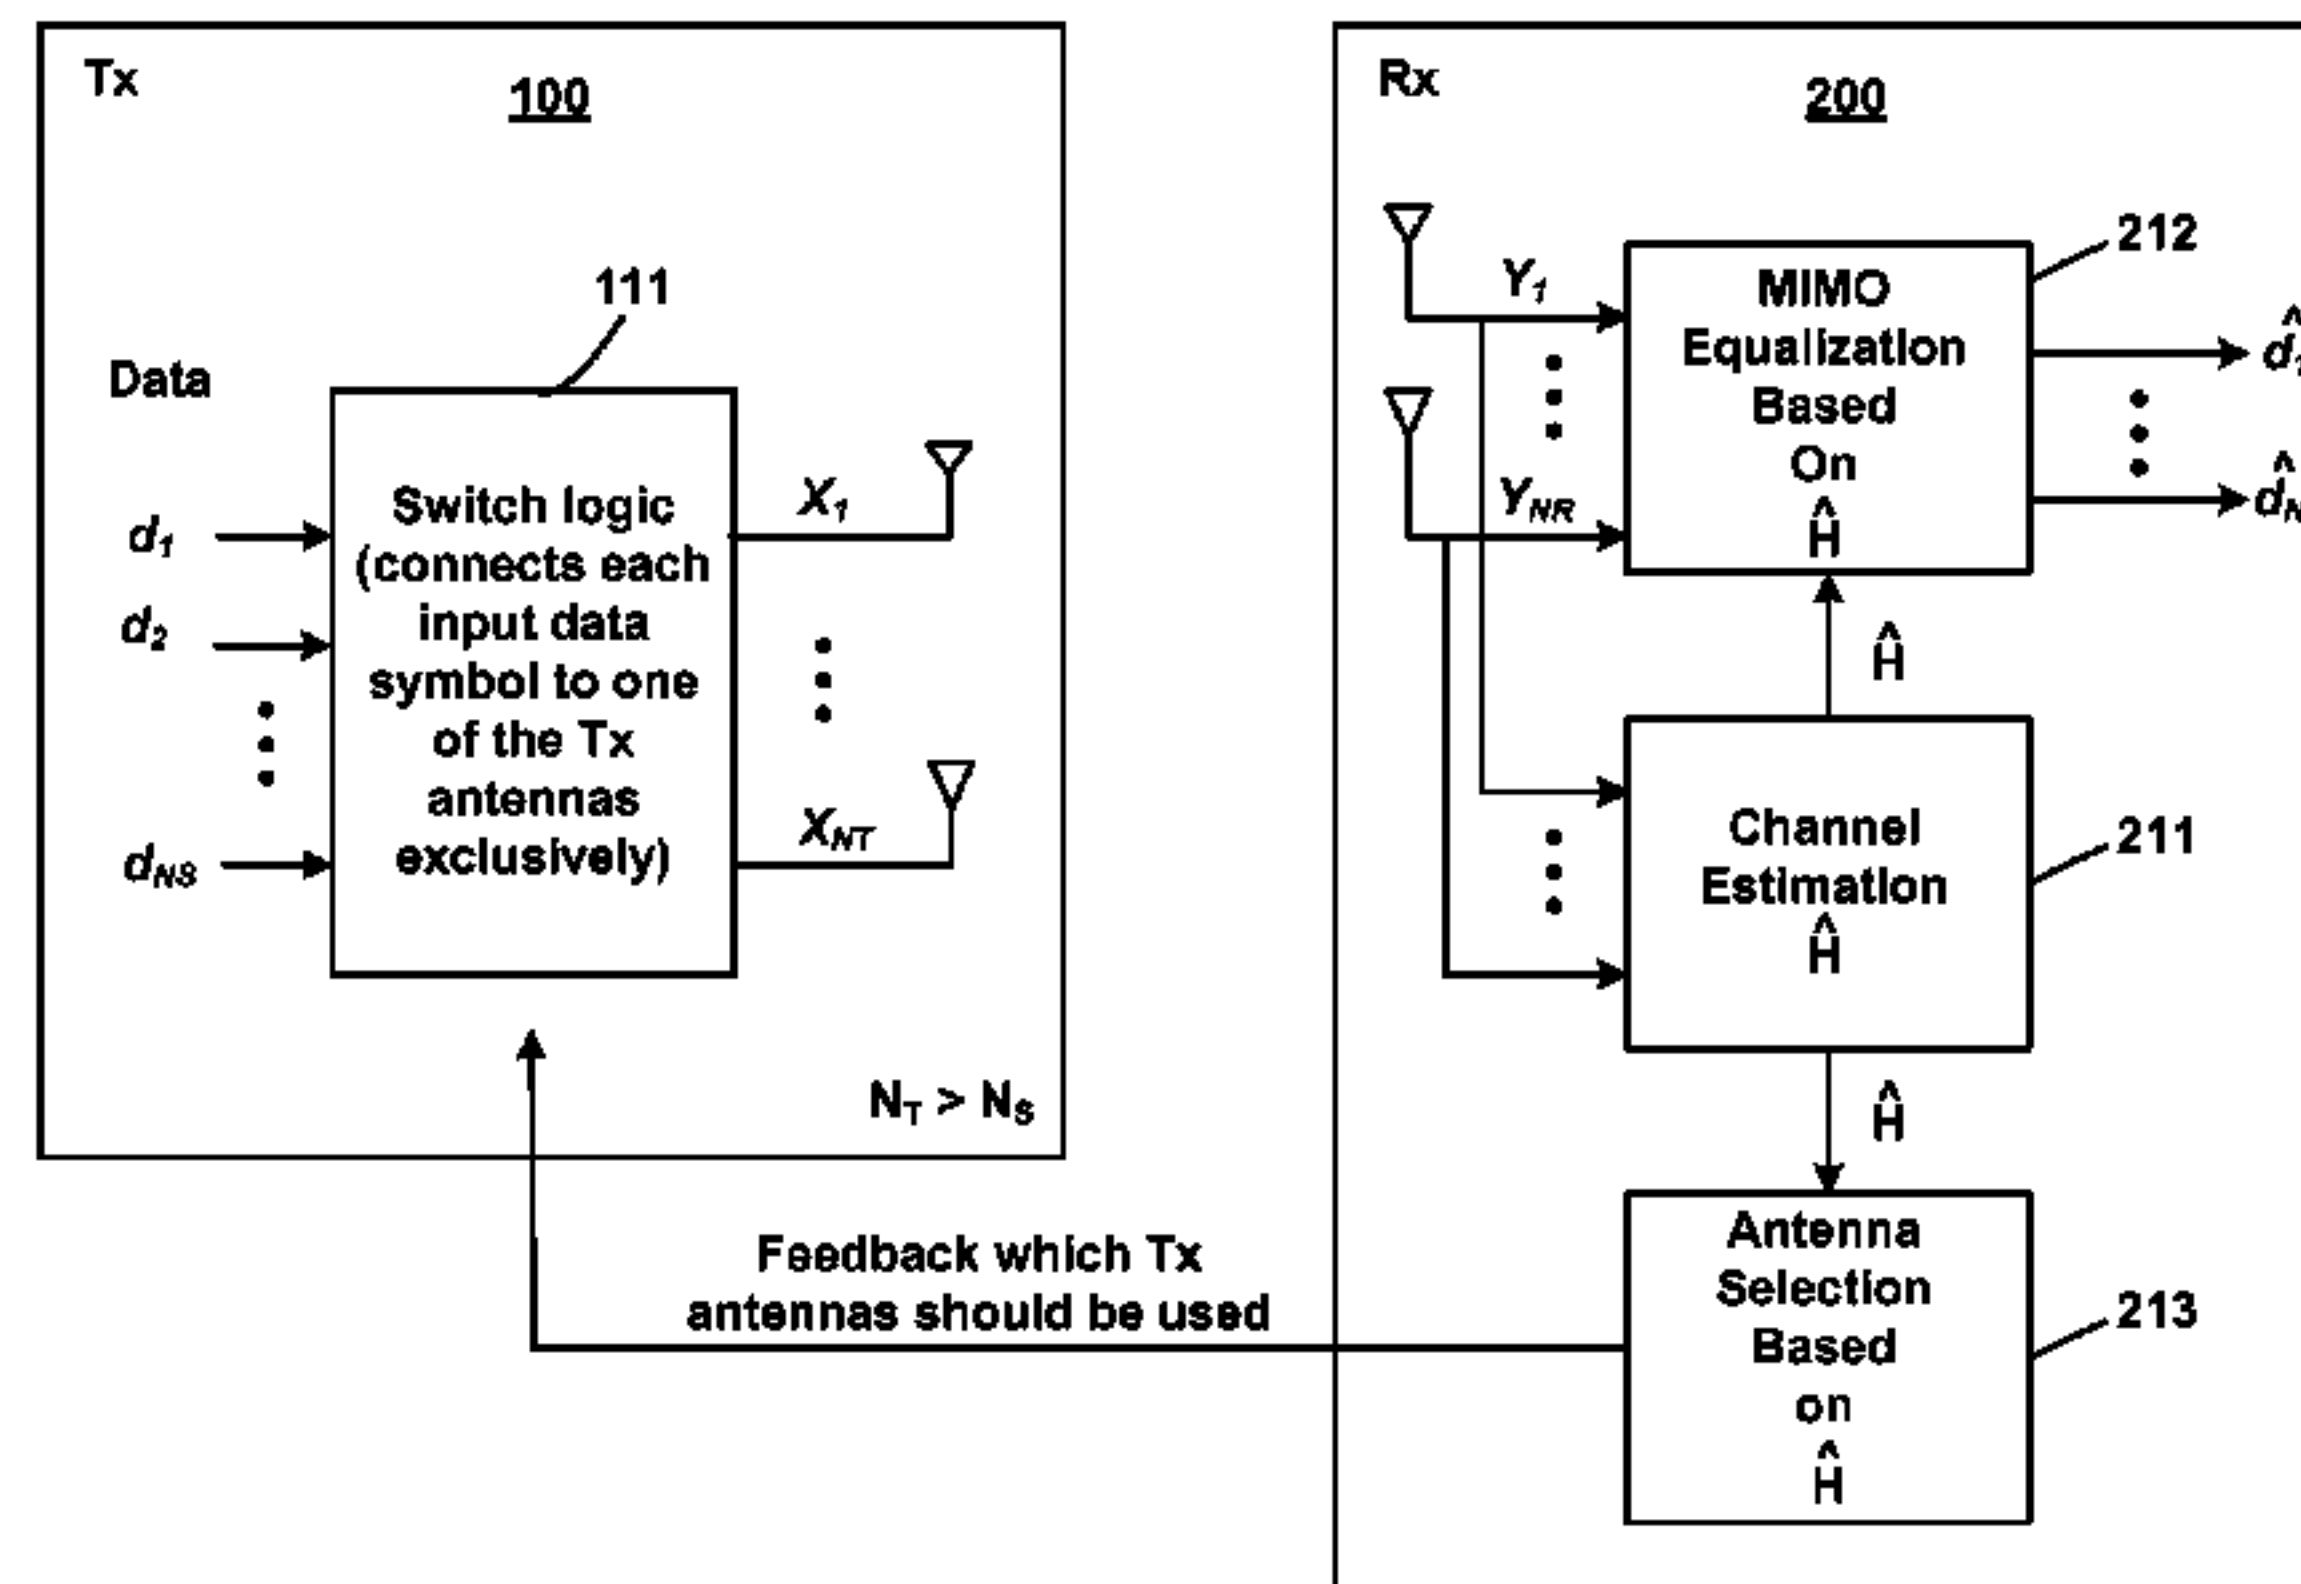 Tx
100
111
Data
d1
d2
dNS
Switch logic
(connects each
input data
symbol to one
of the Tx
antennas
exclusively)
X1
XNT
NT > NS
Feedback which Tx
antennas should be used
Rx
200
Y1
YNR
MIMO
Equalization
Based
On
Ĥ
212
d̂1
Ĥ
Channel
Estimation
Ĥ
211
Ĥ
Antenna
Selection
Based
on
Ĥ
213